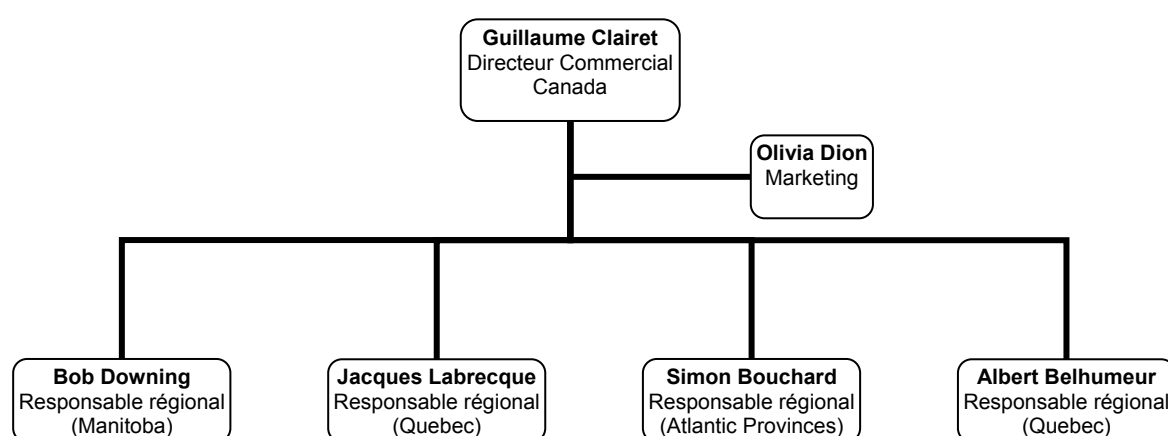 Guillaume Clairet
Directeur Commercial
Canada
Olivia Dion
Marketing
Bob Downing
Responsable régional
(Manitoba)
Jacques Labrecque
Responsable régional
(Quebec)
Simon Bouchard
Responsable régional
(Atlantic Provinces)
Albert Belhumeur
Responsable régional
(Quebec)